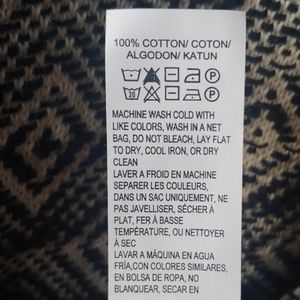 100% COTTON/ COTON/
ALGODON/ KATUN
P P
30 P
MACHINE WASH COLD WITH
LIKE COLORS, WASH IN A NET
BAG, DO NOT BLEACH, LAY FLAT
TO DRY, COOL IRON, OR DRY
CLEAN
LAVER A FROID EN MACHINE
SEPARER LES COULEURS,
DANS UN SAC UNIQUEMENT, NE
PAS JAVELLISER, SÉCHER À
PLAT, FER À BASSE
TEMPÉRATURE, OU NETTOYER
À SEC
LAVAR A MÁQUINA EN AGUA
FRÍA,CON COLORES SIMILARES,
EN BOLSA DE ROPA, NO
BLANQUEAR, SECAR EN